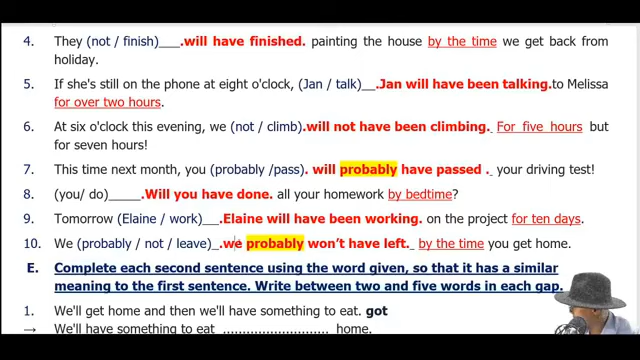 4. They (not / finish)___.will have finished. painting the house by the time we get back from
holiday.
5. If she's still on the phone at eight o'clock, (Jan / talk)__.Jan will have been talking.to Melissa
for over two hours.
6. At six o'clock this evening, we (not / climb).will not have been climbing._ For five hours but
for seven hours!
7. This time next month, you (probably /pass). will probably have passed ._ your driving test!
8. (you/ do)_____.Will you have done. all your homework by bedtime?
9. Tomorrow (Elaine / work)__.Elaine will have been working. on the project for ten days.
10. We (probably / not / leave)_.we probably won't have left._ by the time you get home.
E. Complete each second sentence using the word given, so that it has a similar
meaning to the first sentence. Write between two and five words in each gap.
1. We'll get home and then we'll have something to eat. got
→ We'll have something to eat ........................... home.